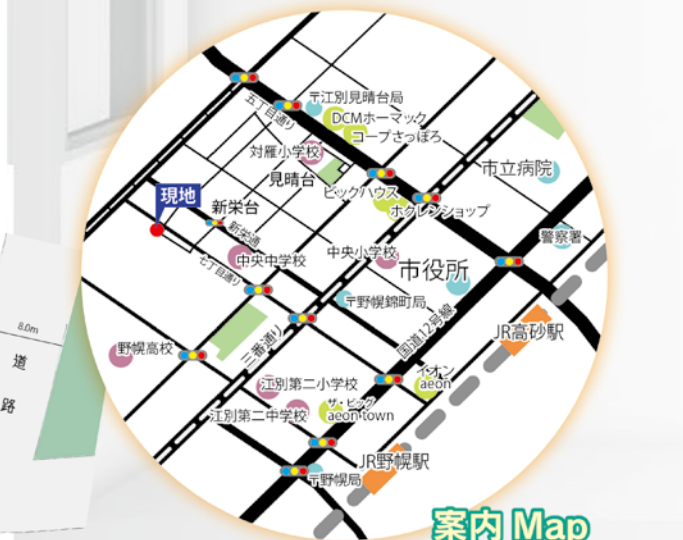 〒江別見晴台局
五丁目通り
DCMホーマック
コープさっぽろ
対雁小学校
見晴台
市立病院
現地
新栄台
ビックハウス
ホクレンショップ
新栄通
警察署
中央中学校
中央小学校
市役所
七丁目通り
〒野幌錦町局
国道12号線
JR高砂駅
8.0m
道
路
野幌高校
三番通り
イオン
aeon
江別第二小学校
ザ・ビッグ
aeon town
江別第二中学校
JR野幌駅
〒野幌局
案内 Map